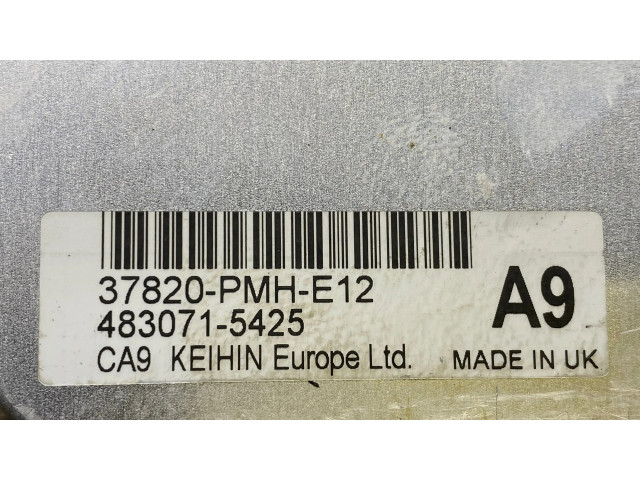 37820-PMH-E12
483071-5425
A9
CA9 KEIHIN Europe Ltd. MADE IN UK